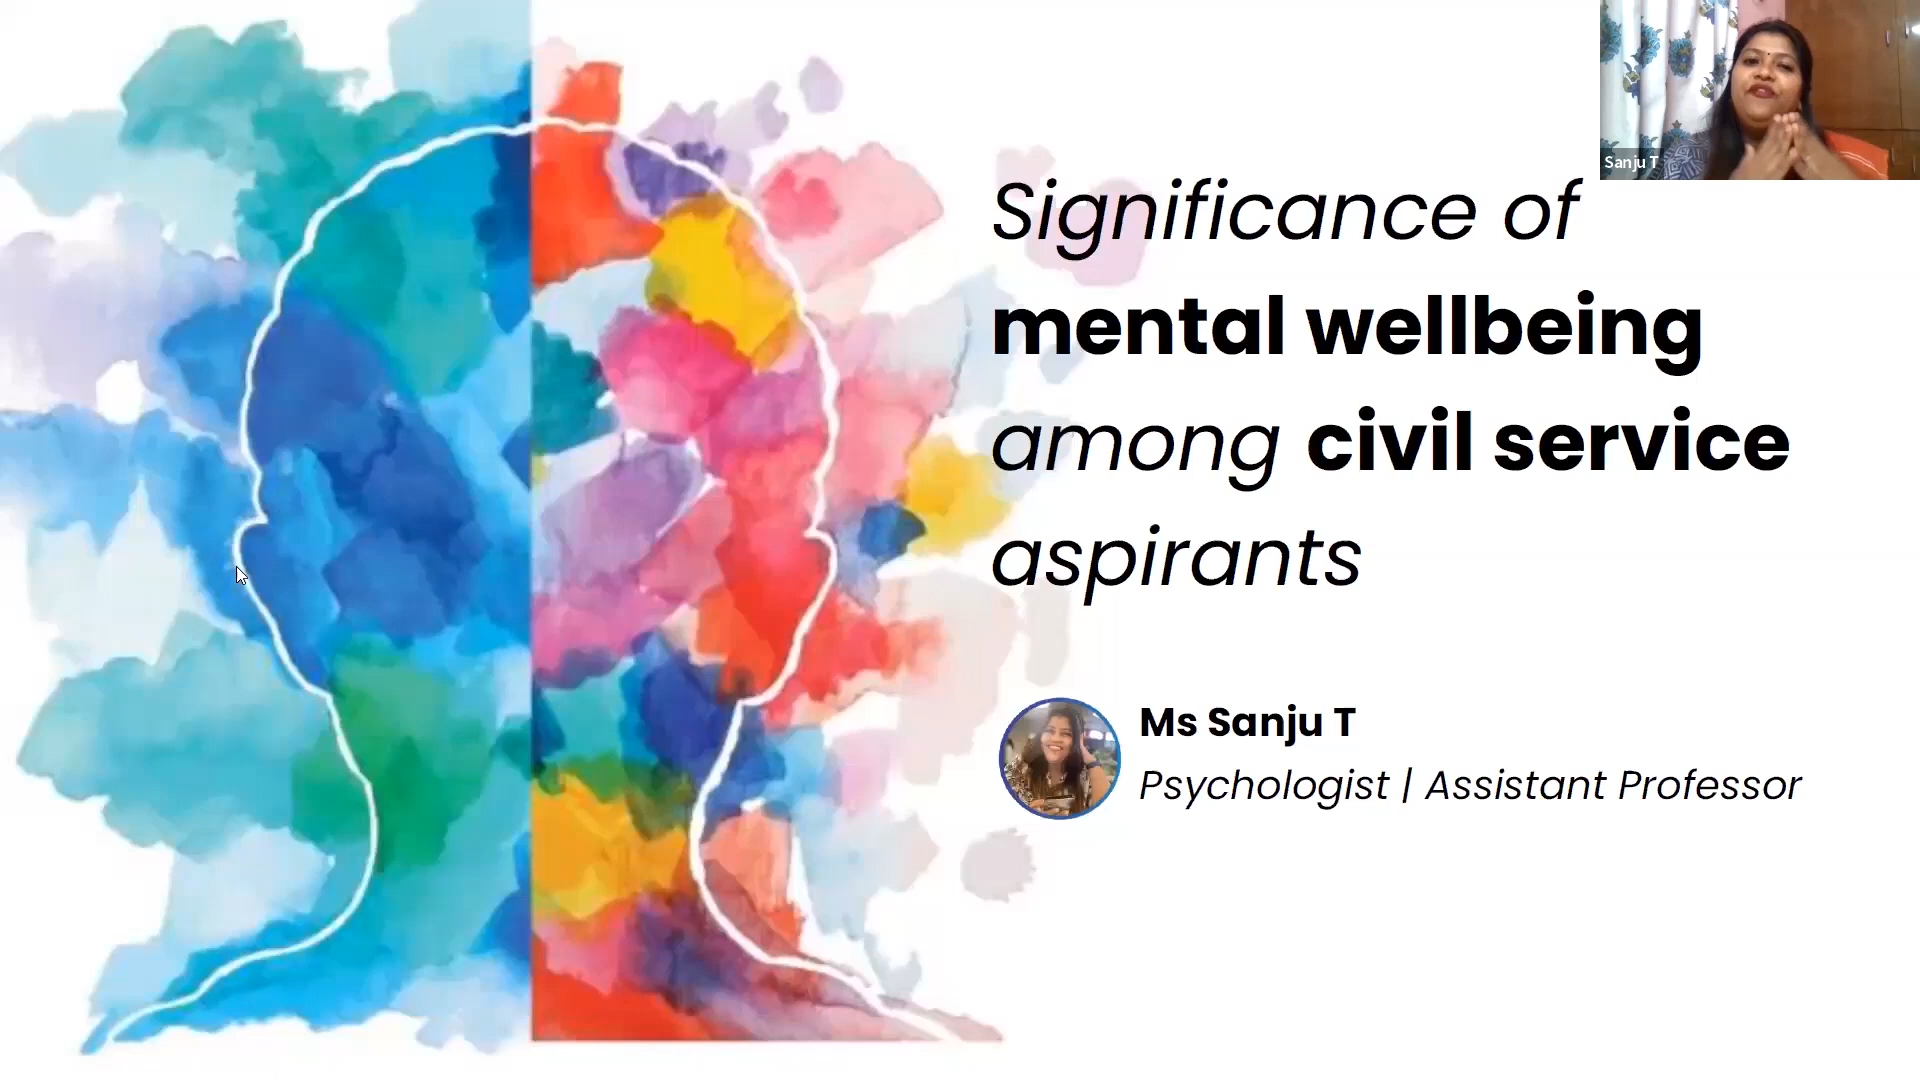 Sanju T
Significance of
mental wellbeing
among civil service
aspirants
Ms Sanju T
Psychologist | Assistant Professor